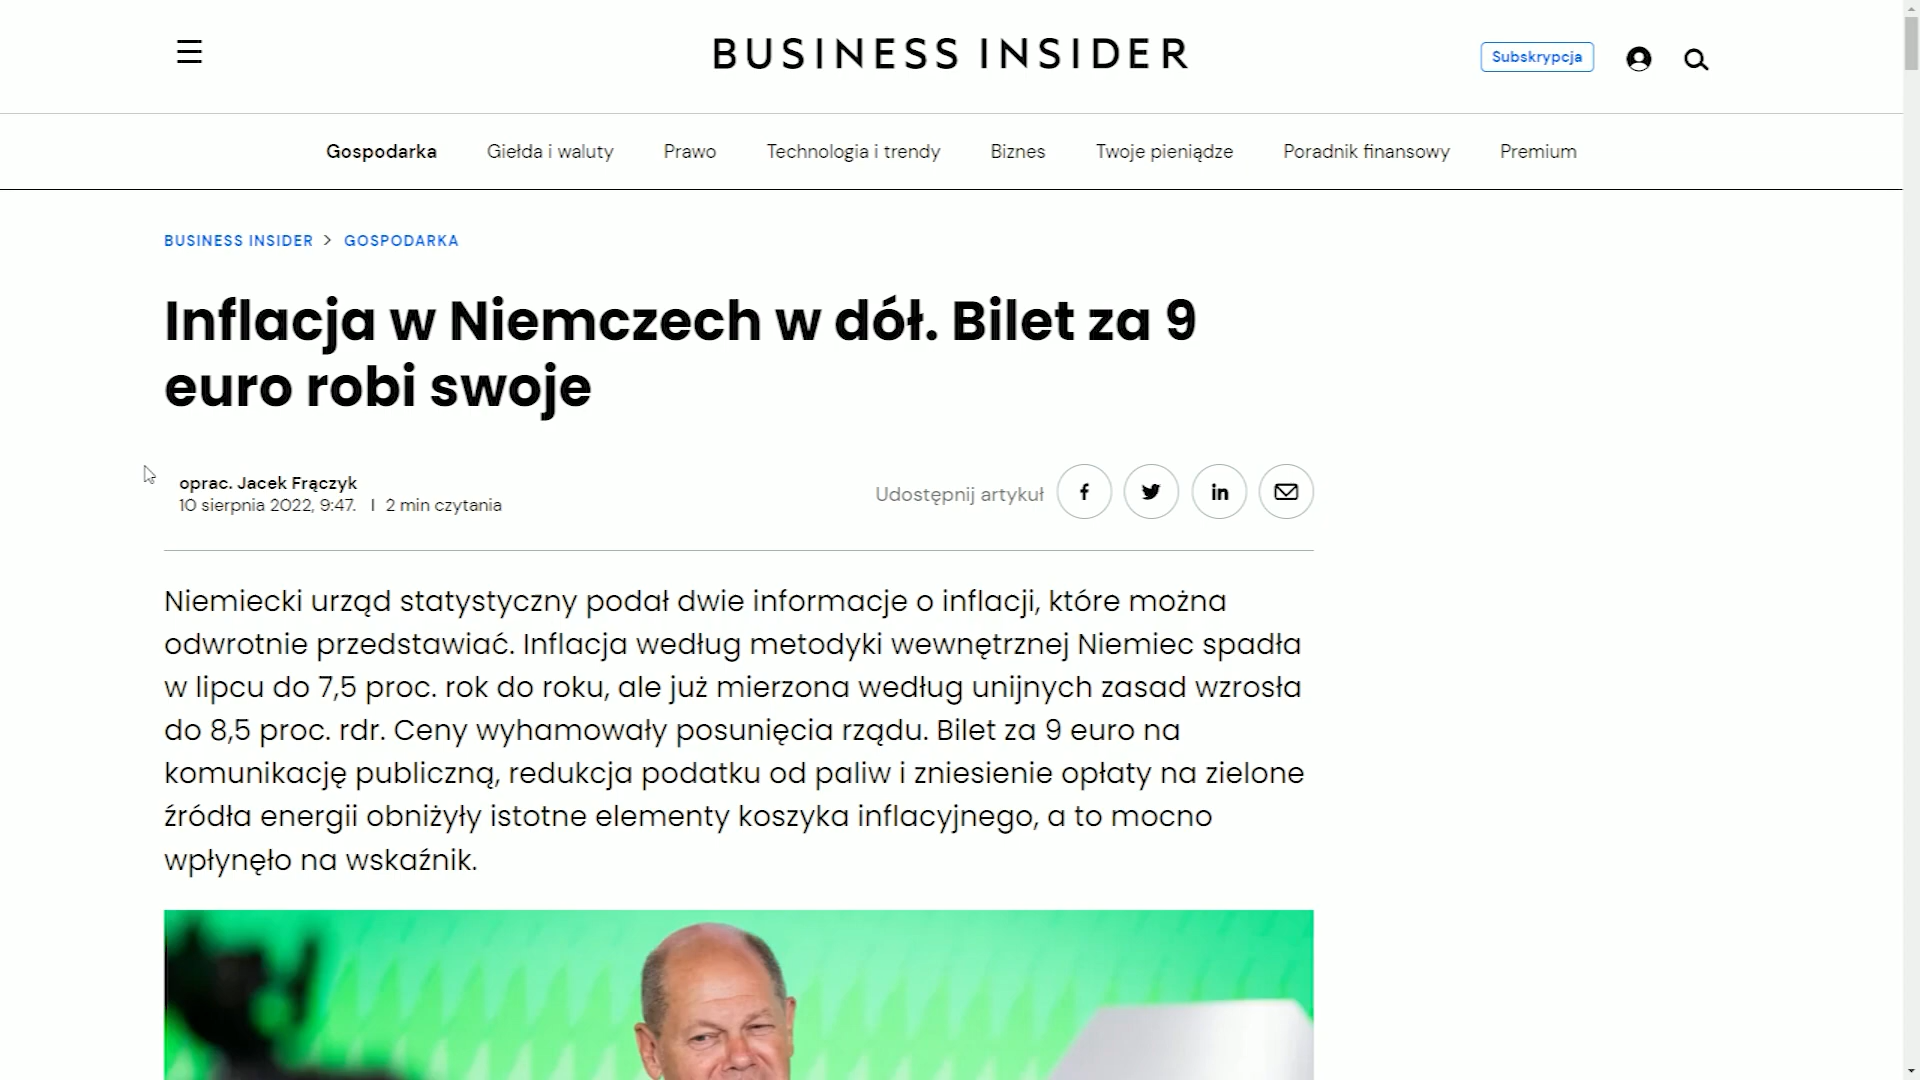 BUSINESS INSIDER
Subskrypcja
Gospodarka Giełda i waluty Prawo Technologia i trendy Biznes Twoje pieniądze Poradnik finansowy Premium
BUSINESS INSIDER > GOSPODARKA
Inflacja w Niemczech w dół. Bilet za 9
euro robi swoje
oprac. Jacek Frączyk
10 sierpnia 2022, 9:47. | 2 min czytania
Udostępnij artykuł
Niemiecki urząd statystyczny podał dwie informacje o inflacji, które można
odwrotnie przedstawiać. Inflacja według metodyki wewnętrznej Niemiec spadła
w lipcu do 7,5 proc. rok do roku, ale już mierzona według unijnych zasad wzrosła
do 8,5 proc. rdr. Ceny wyhamowały posunięcia rządu. Bilet za 9 euro na
komunikację publiczną, redukcja podatku od paliw i zniesienie opłaty na zielone
źródła energii obniżyły istotne elementy koszyka inflacyjnego, a to mocno
wpłynęło na wskaźnik.